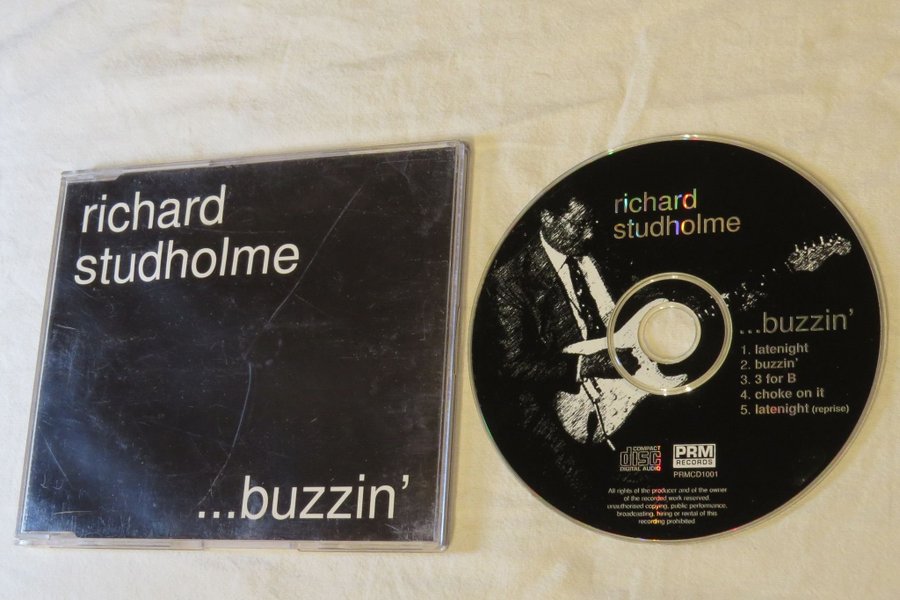 richard
studholme
...buzzin'
richard
studholme
...buzzin'
1. latenight
2. buzzin'
3. 3 for B
4. choke on it
5. latenight (reprise)
COMPACT
disc
DIGITAL AUDIO
PRM
RECORDS
PRMCD1001
All rights of the producer and of the owner
of the recorded work reserved.
unauthorised copying, public performance,
broadcasting, hiring or rental of this
recording prohibited